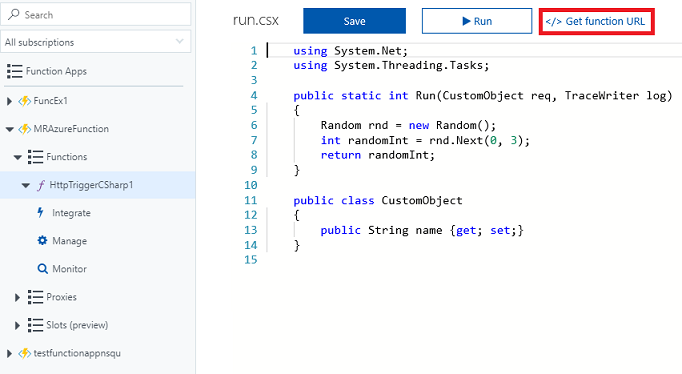 Search
All subscriptions
Function Apps
FuncEx1
MRAzureFunction
Functions
f HttpTriggerCSharp1
Integrate
Manage
Monitor
Proxies
Slots (preview)
testfunctionappnsqu
run.csx Save Run </> Get function URL
1 using System.Net;
2 using System.Threading.Tasks;
3
4 public static int Run(CustomObject req, TraceWriter log)
5 {
6 Random rnd = new Random();
7 int randomInt = rnd.Next(0, 3);
8 return randomInt;
9 }
10
11 public class CustomObject
12 {
13 public String name {get; set;}
14 }
15